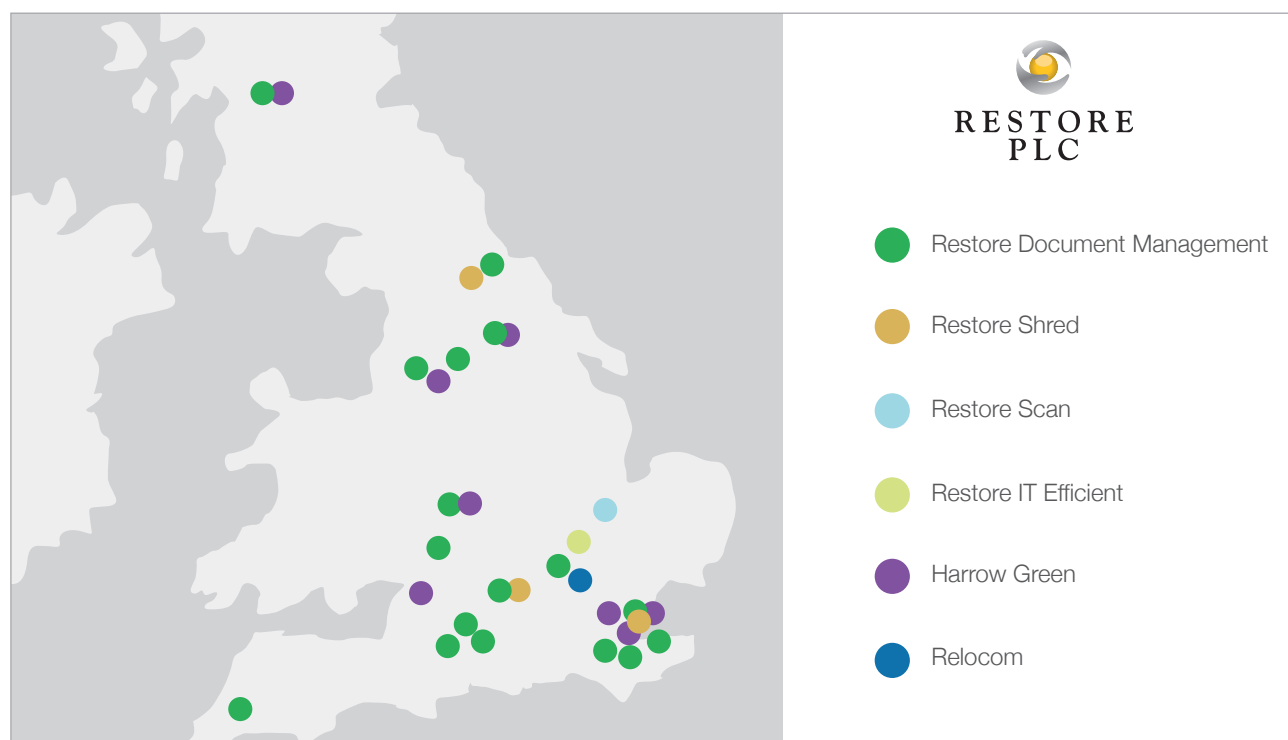 RESTORE
PLC
Restore Document Management
Restore Shred
Restore Scan
Restore IT Efficient
Harrow Green
Relocom